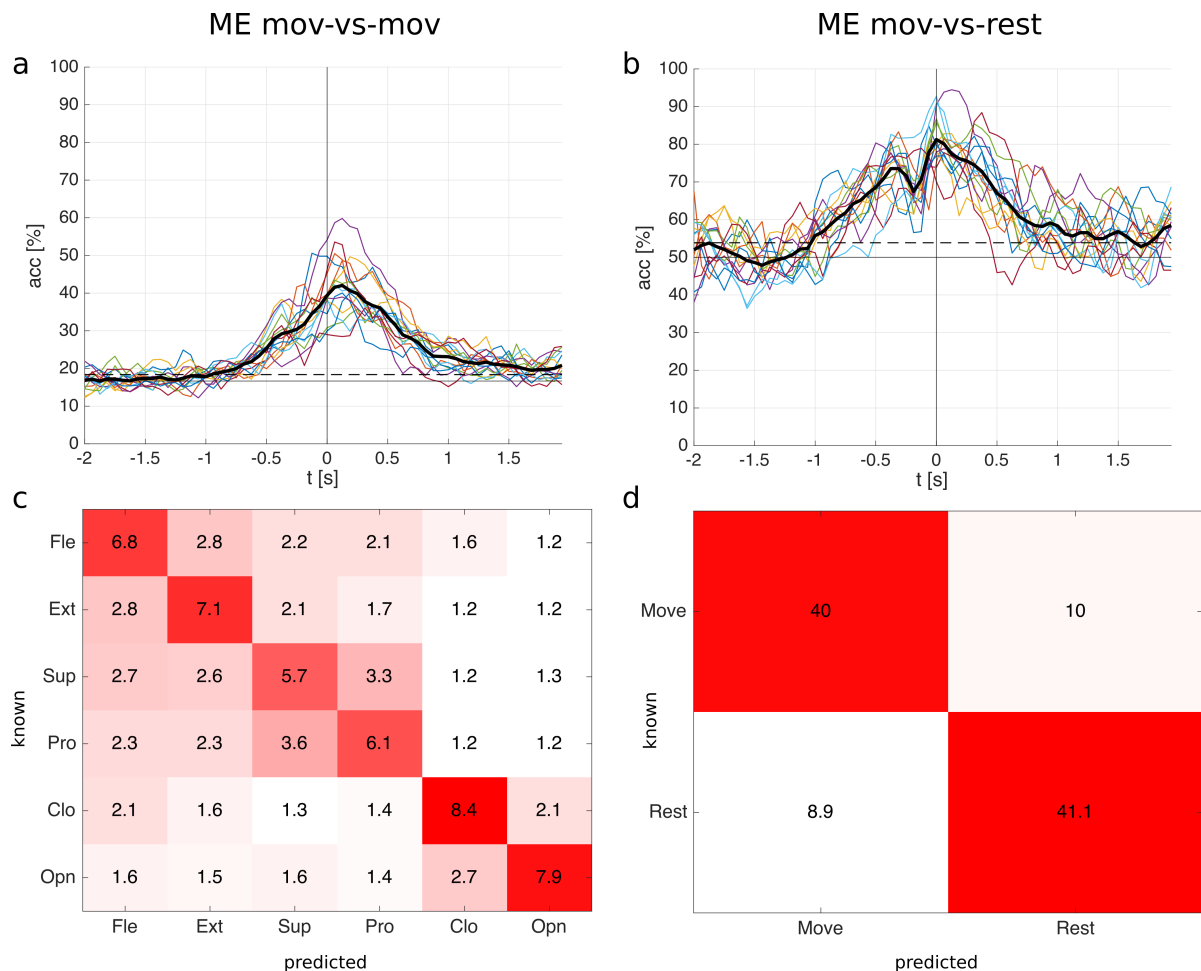 ME mov-vs-mov
ME mov-vs-rest
a
100
90
80
70
60
50
40
30
20
10
0
acc [%]
-2 -1.5 -1 -0.5 0 0.5 1 1.5
t [s]
b
100
90
80
70
60
50
40
30
20
10
0
acc [%]
-2 -1.5 -1 -0.5 0 0.5 1 1.5
t [s]
c
known
Fle 6.8 2.8 2.2 2.1 1.6 1.2
Ext 2.8 7.1 2.1 1.7 1.2 1.2
Sup 2.7 2.6 5.7 3.3 1.2 1.3
Pro 2.3 2.3 3.6 6.1 1.2 1.2
Clo 2.1 1.6 1.3 1.4 8.4 2.1
Opn 1.6 1.5 1.6 1.4 2.7 7.9
Fle Ext Sup Pro Clo Opn
predicted
d
known
Move 40 10
Rest 8.9 41.1
Move Rest
predicted